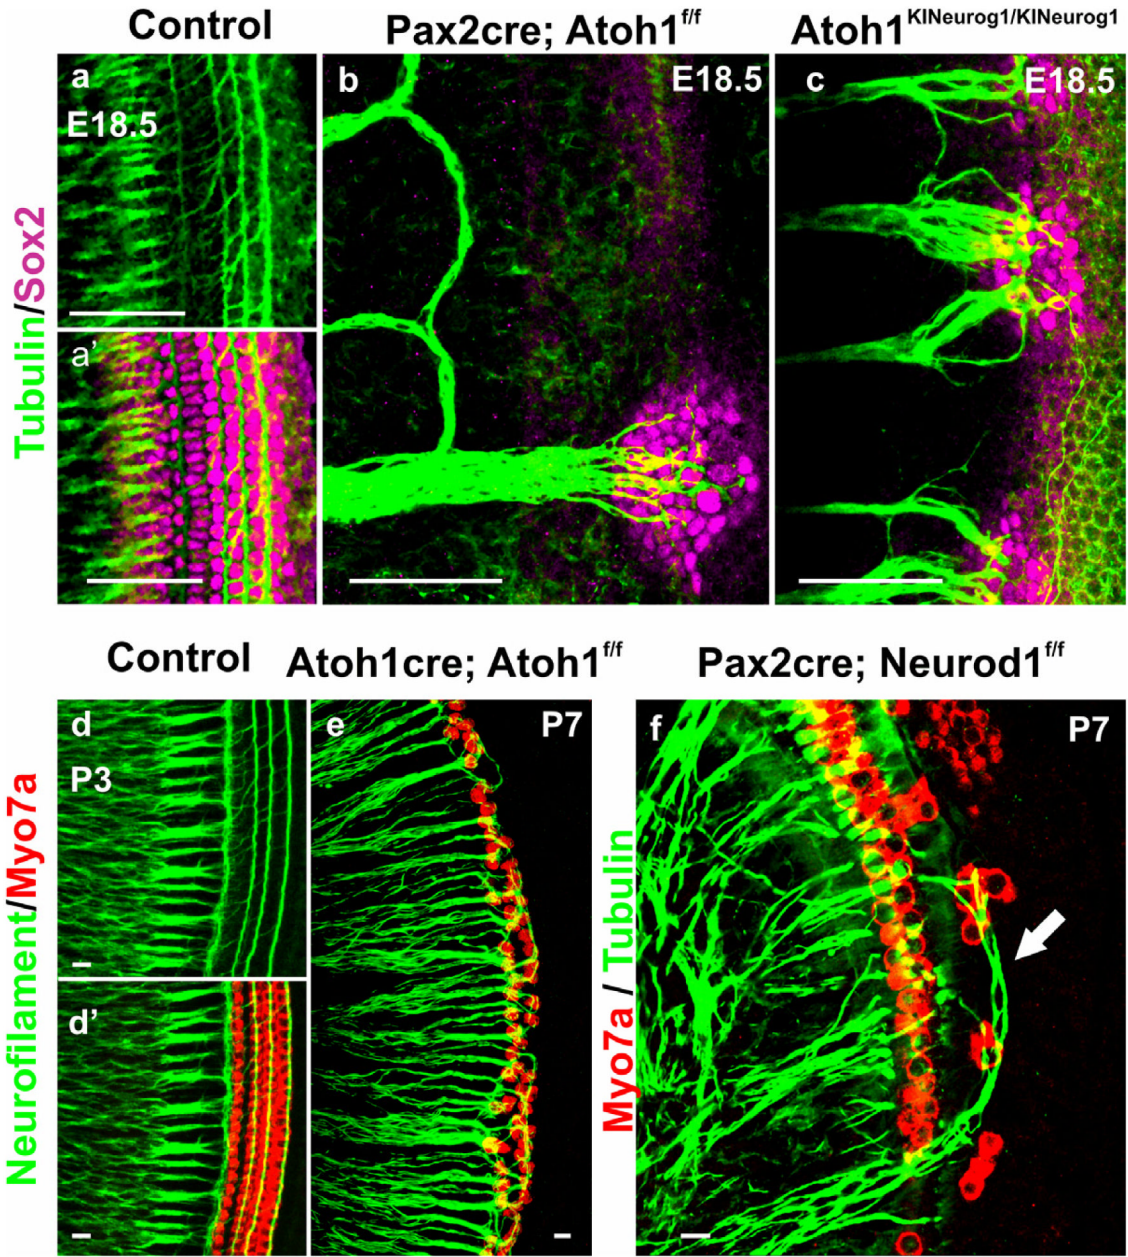 Control
Pax2cre; Atoh1f/f
Atoh1KINeurog1/KINeurog1
a
E18.5
b
E18.5
c
E18.5
Tubulin/Sox2
a’
Control
Atoh1cre; Atoh1f/f
Pax2cre; Neurod1f/f
d
P3
e
P7
f
P7
Neurofilament/Myo7a
d’
Myo7a / Tubulin